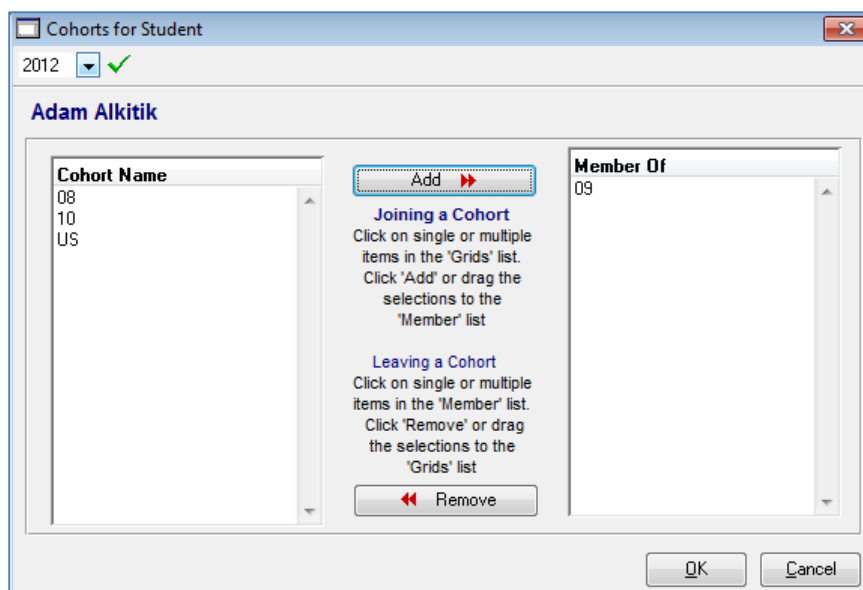 Cohorts for Student
2012
Adam Alkitik
Cohort Name
08
10
US
Add
Joining a Cohort
Click on single or multiple
items in the 'Grids' list.
Click 'Add' or drag the
selections to the
'Member' list
Leaving a Cohort
Click on single or multiple
items in the 'Member' list.
Click 'Remove' or drag
the selections to the
'Grids' list
Remove
Member Of
09
OK
Cancel